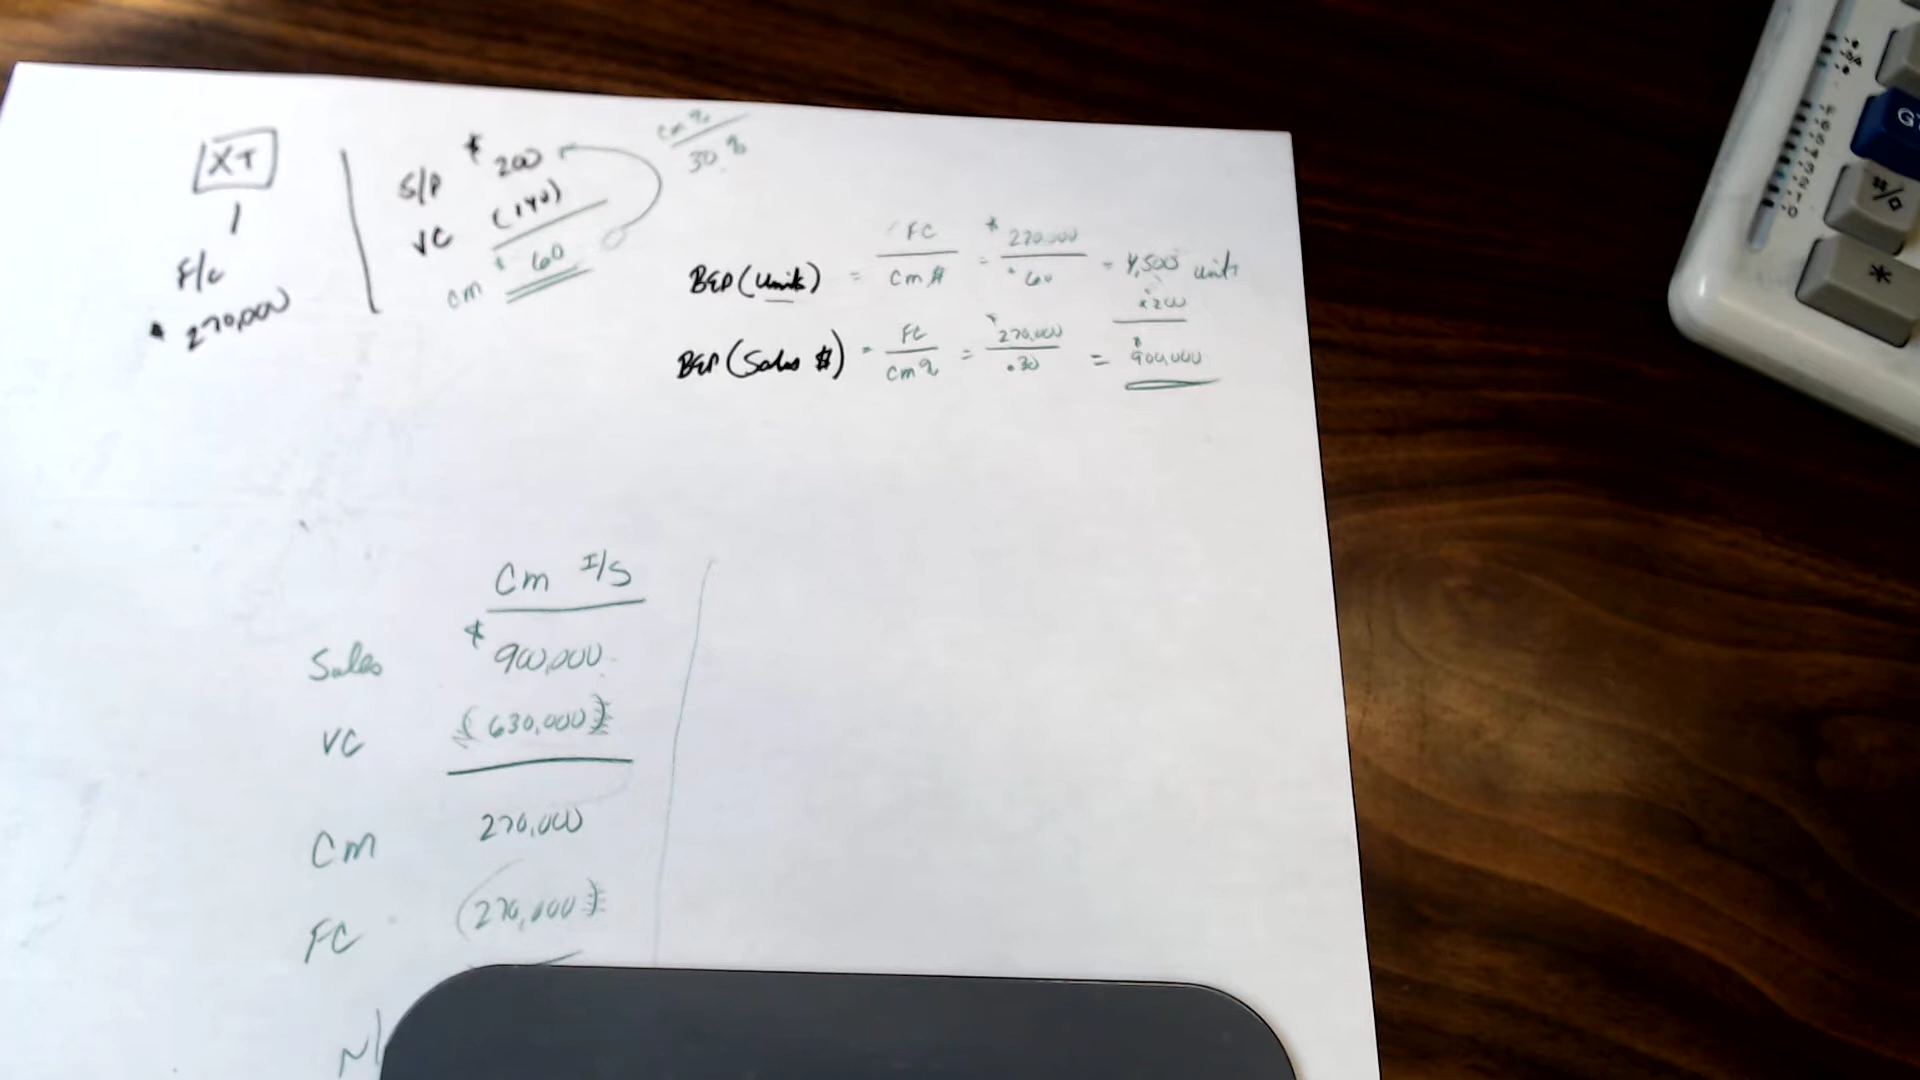 XT
F/C
$ 270,000
S/P $ 200
VC (140)
cm $ 60
cm %
30 %
BEP (Units) = FC / cm $ = $ 270,000 / $ 60 = 4,500 units
x 200
BEP (Sales $) = FC / cm % = $ 270,000 / .30 = $ 900,000
Cm I/S
Sales $ 900,000
VC (630,000)
Cm 270,000
FC (270,000)
N
G
#/◊
*